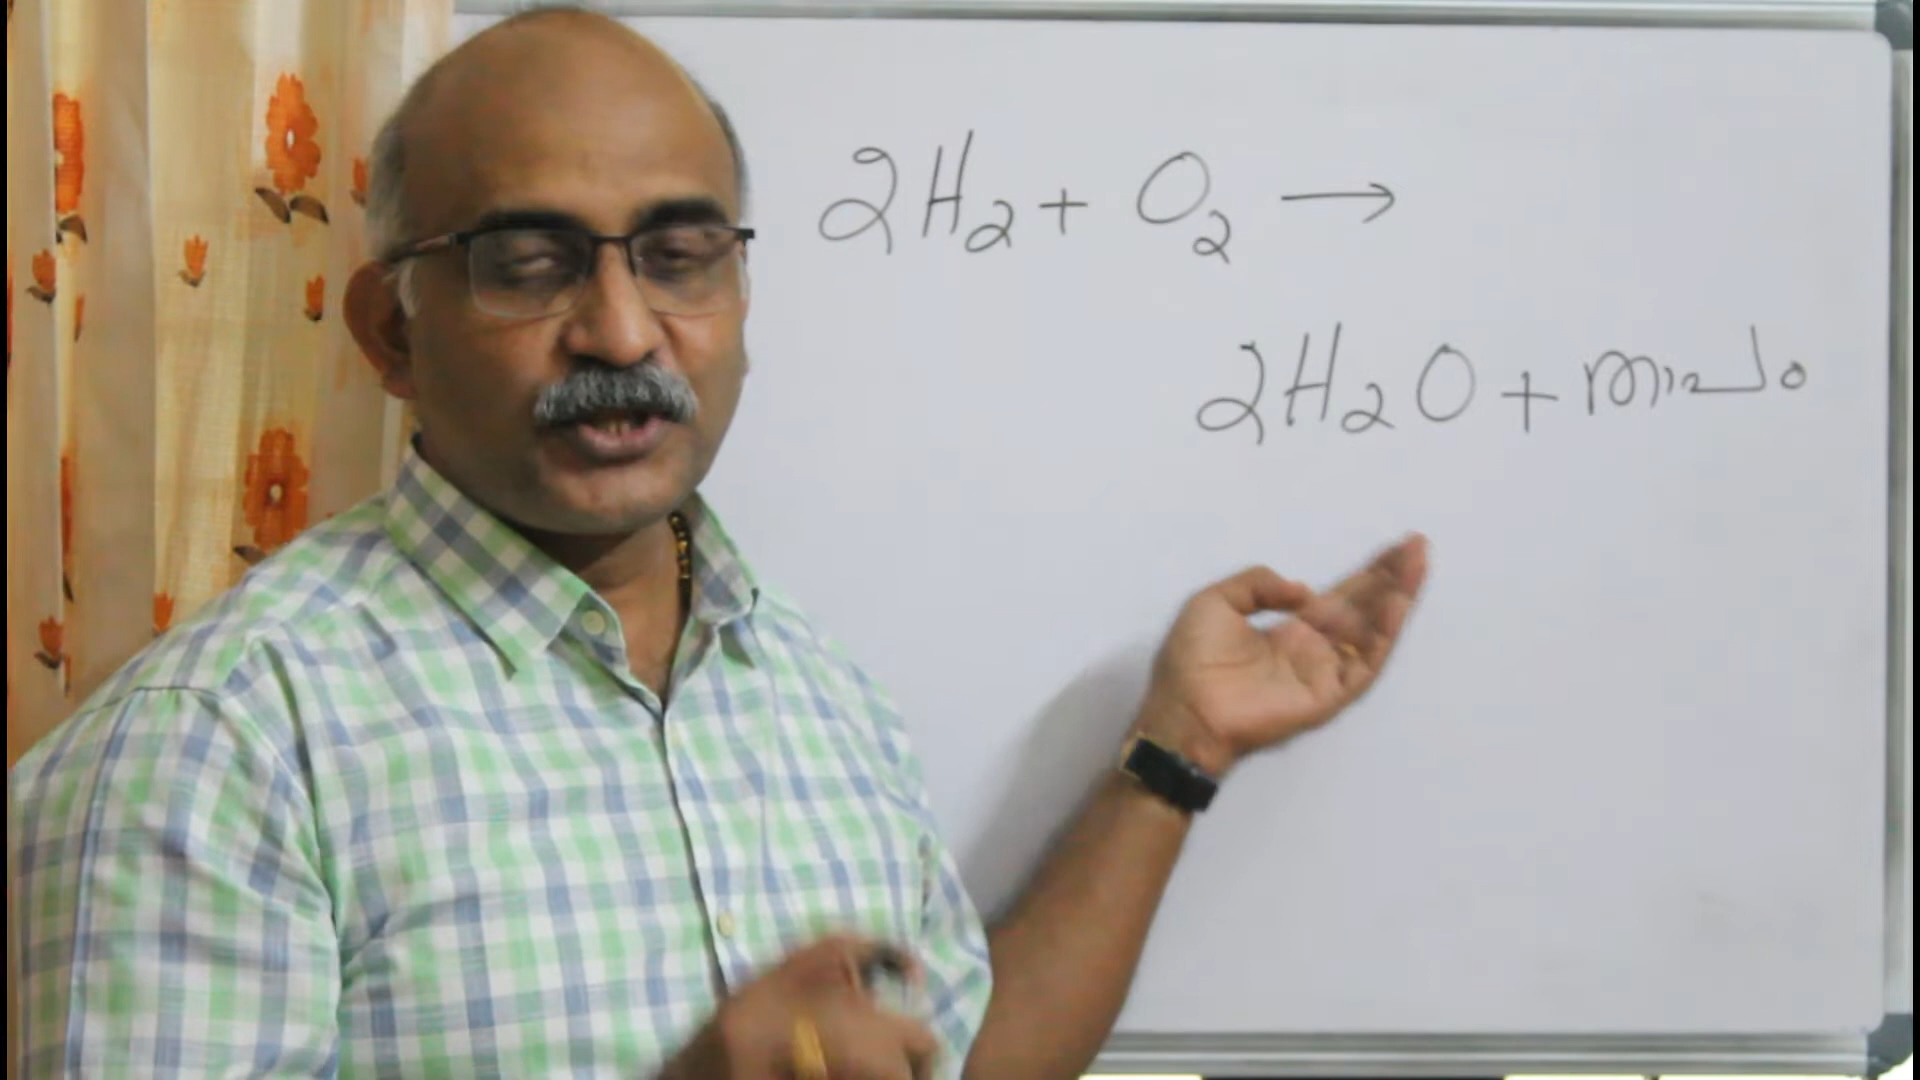 2H₂ + O₂ →
2H₂O + താപം